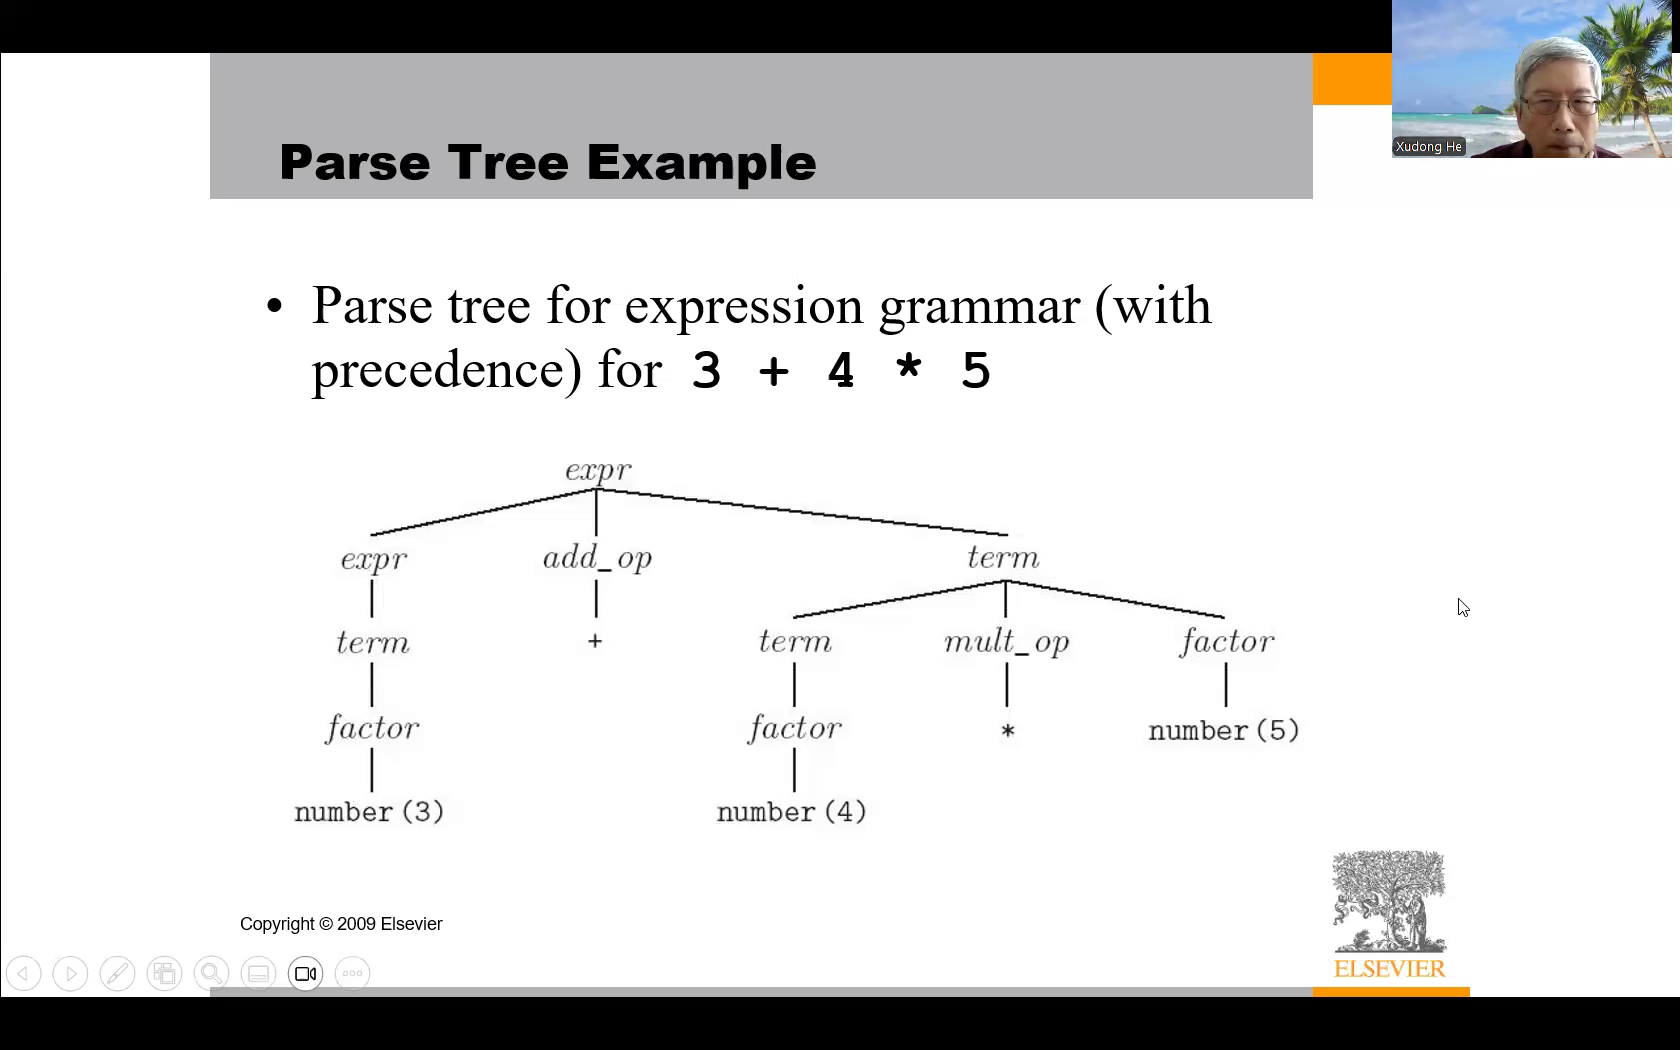 Xudong He
Parse Tree Example
• Parse tree for expression grammar (with
precedence) for 3 + 4 * 5
expr
expr add_op term
term + term mult_op factor
factor factor * number(5)
number(3) number(4)
Copyright © 2009 Elsevier
ELSEVIER